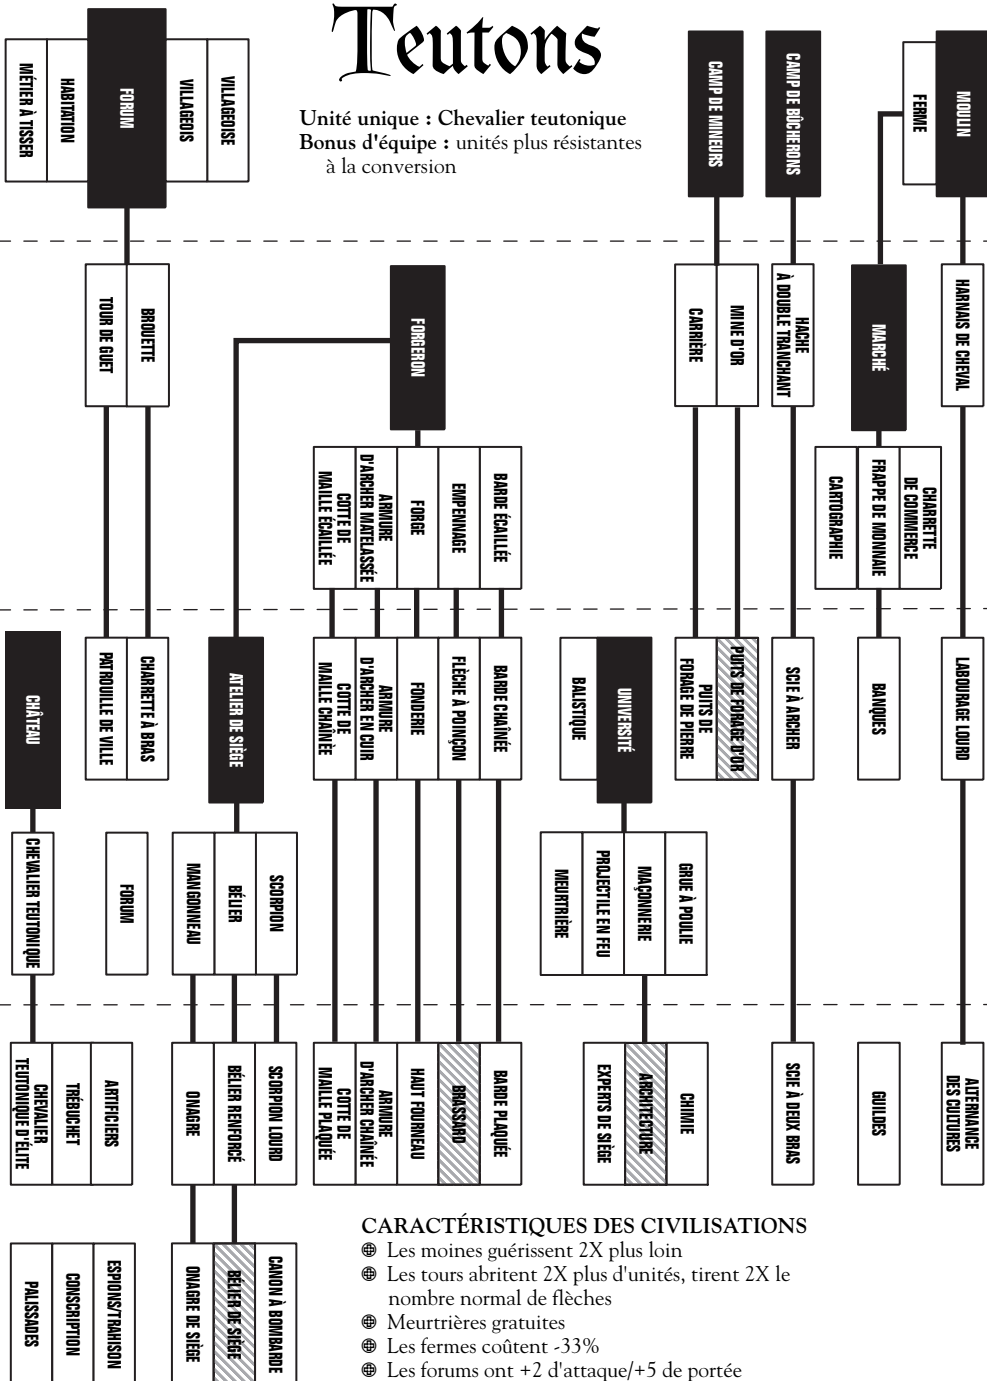 Teutons
Unité unique : Chevalier teutonique
Bonus d'équipe : unités plus résistantes
à la conversion
MÉTIER À TISSER
HABITATION
FORUM
VILLAGEOIS
VILLAGEOISE
CAMP DE MINEURS
CAMP DE BÛCHERONS
FERME
MOULIN
TOUR DE GUET
BROUETTE
FORGERON
CARRIÈRE
MINE D'OR
HACHE
À DOUBLE TRANCHANT
MARCHÉ
HARNAIS DE CHEVAL
COTTE DE
MAILLE ÉCAILLÉE
ARMURE
D'ARCHER MATELASSÉE
FORGE
EMPENNAGE
BARDE ÉCAILLÉE
CARTOGRAPHIE
FRAPPE DE MONNAIE
CHARRETTE
DE COMMERCE
CHÂTEAU
PATROUILLE DE VILLE
CHARRETTE À BRAS
ATELIER DE SIÈGE
COTTE DE
MAILLE CHAÎNÉE
ARMURE
D'ARCHER EN CUIR
FONDERIE
FLÈCHE À POINÇON
BARDE CHAÎNÉE
BALISTIQUE
UNIVERSITÉ
PUITS DE
FORAGE DE PIERRE
PUITS DE FORAGE D'OR
SCIE À ARCHER
BANQUES
LABOURAGE LOURD
CHEVALIER TEUTONIQUE
FORUM
MANGONNEAU
BÉLIER
SCORPION
MEURTRIÈRE
PROJECTILE EN FEU
MAÇONNERIE
GRUE À POULIE
CHEVALIER
TEUTONIQUE D'ÉLITE
TRÉBUCHET
ARTIFICIERS
ONAGRE
BÉLIER RENFORCÉ
SCORPION LOURD
COTTE DE
MAILLE PLAQUÉE
ARMURE
D'ARCHER CHAÎNÉE
HAUT FOURNEAU
BRASSARD
BARDE PLAQUÉE
EXPERTS DE SIÈGE
ARCHITECTURE
CHIMIE
SCIE À DEUX BRAS
GUILDES
ALTERNANCE
DES CULTURES
PALISSADES
CONSCRIPTION
ESPIONS/TRAHISON
ONAGRE DE SIÈGE
BÉLIER DE SIÈGE
CANON À BOMBARDE
CARACTÉRISTIQUES DES CIVILISATIONS
Les moines guérissent 2X plus loin
Les tours abritent 2X plus d'unités, tirent 2X le
nombre normal de flèches
Meurtrières gratuites
Les fermes coûtent -33%
Les forums ont +2 d'attaque/+5 de portée